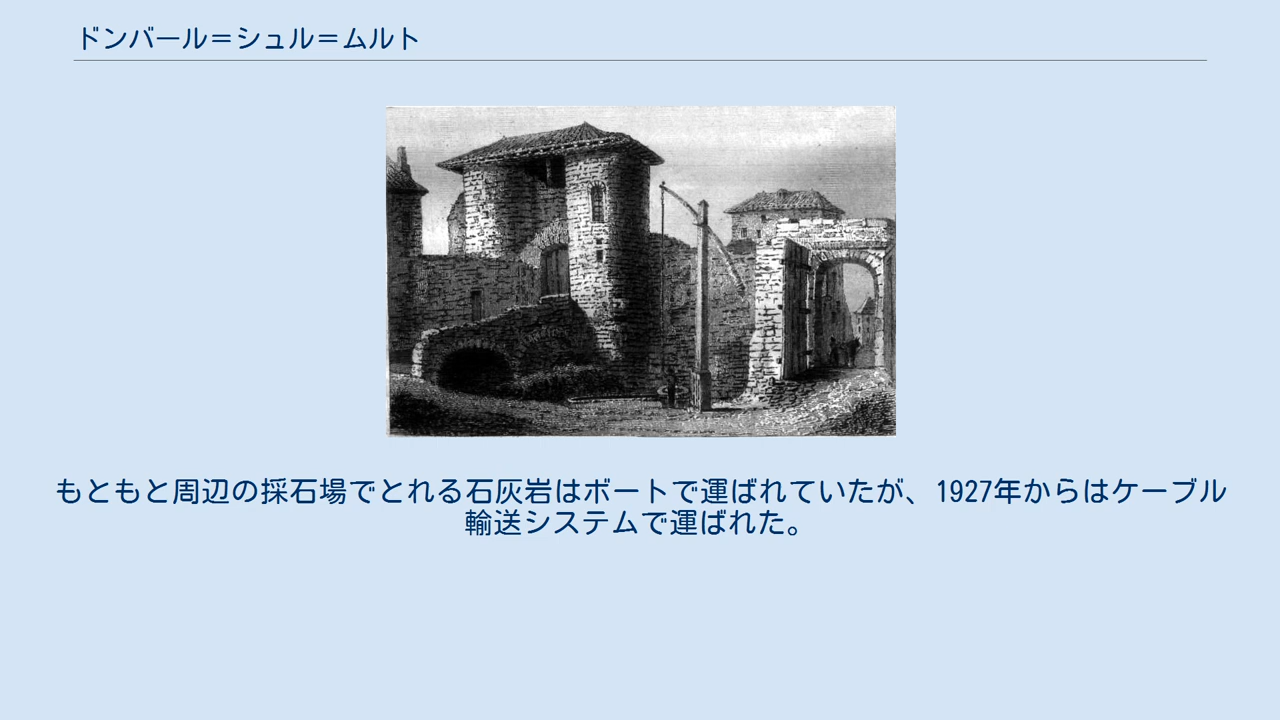 ドンバール＝シュル＝ムルト
もともと周辺の採石場でとれる石灰岩はボートで運ばれていたが、1927年からはケーブル
輸送システムで運ばれた。